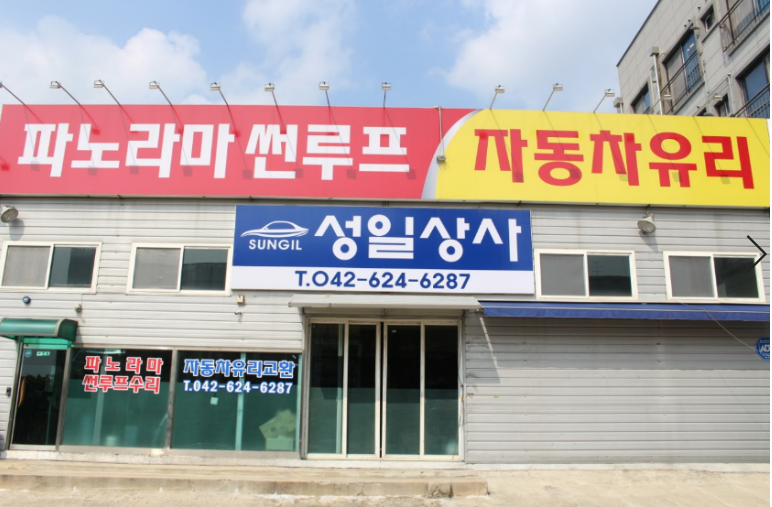 파노라마 썬루프 자동차유리
SUNGIL 성일상사
T.042-624-6287
파노라마 자동차유리교환
썬루프수리 T.042-624-6287